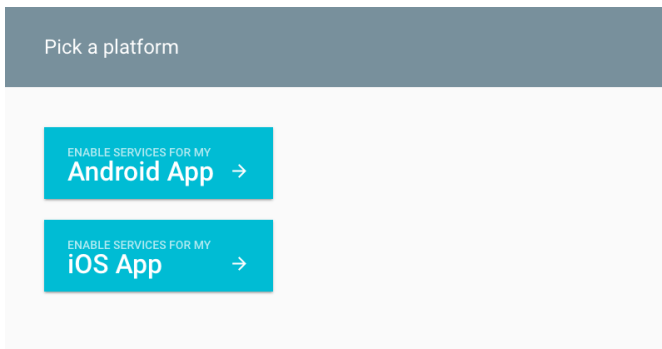 Pick a platform
ENABLE SERVICES FOR MY
Android App
ENABLE SERVICES FOR MY
iOS App